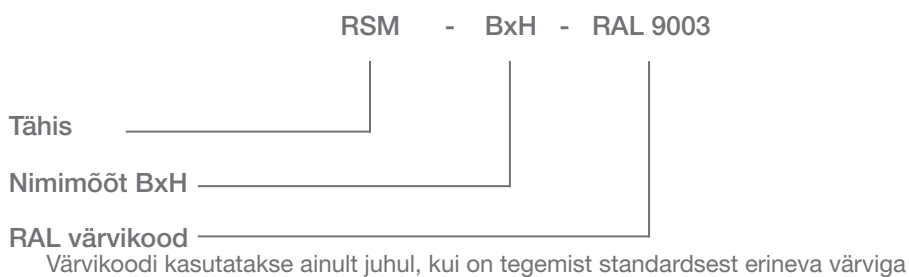 RSM - BxH - RAL 9003
Tähis
Nimimõõt BxH
RAL värvikood
Värvikoodi kasutatakse ainult juhul, kui on tegemist standardsest erineva värviga